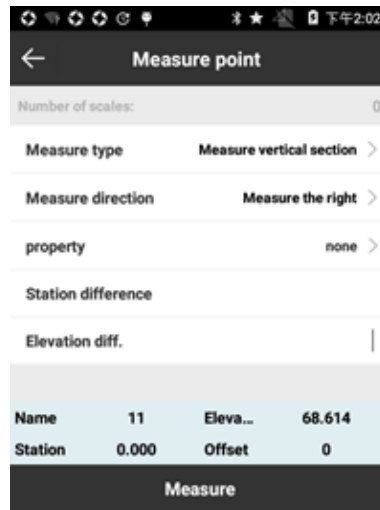 下午2:02
Measure point
Number of scales: 0
Measure type Measure vertical section
Measure direction Measure the right
property none
Station difference
Elevation diff.
Name 11 Eleva... 68.614
Station 0.000 Offset 0
Measure